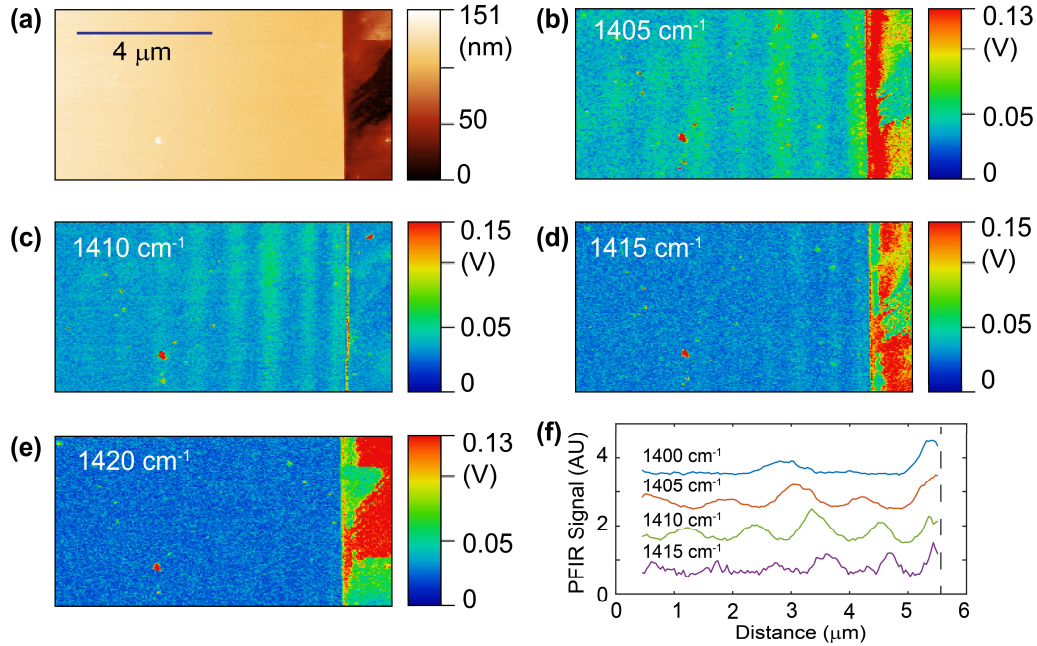 (a)
4 μm
151
(nm)
50
0
(b)
1405 cm⁻¹
0.13
(V)
0.05
0
(c)
1410 cm⁻¹
0.15
(V)
0.05
0
(d)
1415 cm⁻¹
0.15
(V)
0.05
0
(e)
1420 cm⁻¹
0.13
(V)
0.05
0
(f)
PFIR Signal (AU)
4
2
0
1400 cm⁻¹
1405 cm⁻¹
1410 cm⁻¹
1415 cm⁻¹
0 1 2 3 4 5 6
Distance (μm)